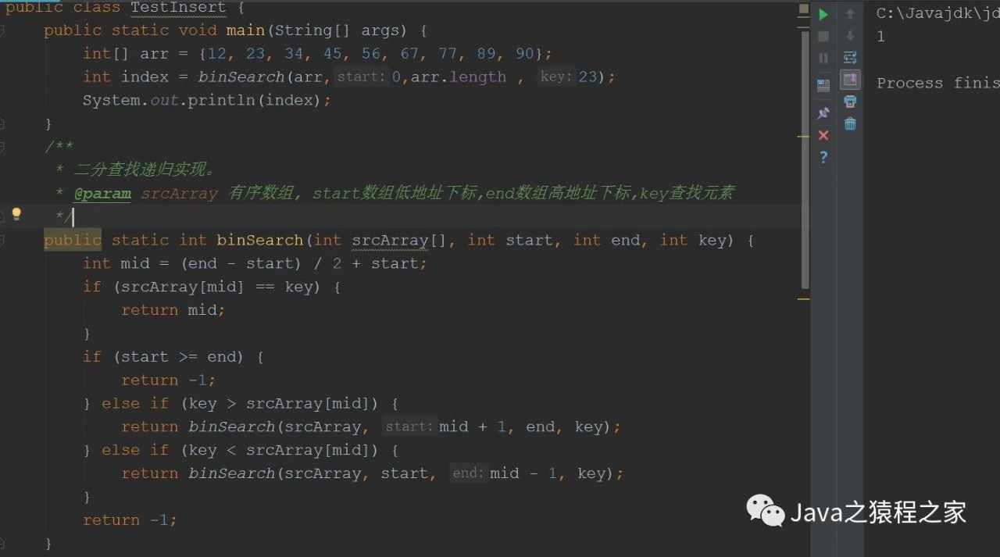 public class TestInsert {
public static void main(String[] args) {
int[] arr = {12, 23, 34, 45, 56, 67, 77, 89, 90};
int index = binSearch(arr, start: 0,arr.length , key: 23);
System.out.println(index);
}
/**
* 二分查找递归实现。
* @param srcArray 有序数组, start数组低地址下标,end数组高地址下标,key查找元素
*/
public static int binSearch(int srcArray[], int start, int end, int key) {
int mid = (end - start) / 2 + start;
if (srcArray[mid] == key) {
return mid;
}
if (start >= end) {
return -1;
} else if (key > srcArray[mid]) {
return binSearch(srcArray, start: mid + 1, end, key);
} else if (key < srcArray[mid]) {
return binSearch(srcArray, start, end: mid - 1, key);
}
return -1;
}
C:\Javajdk\jd
1
Process finis
Java之猿程之家